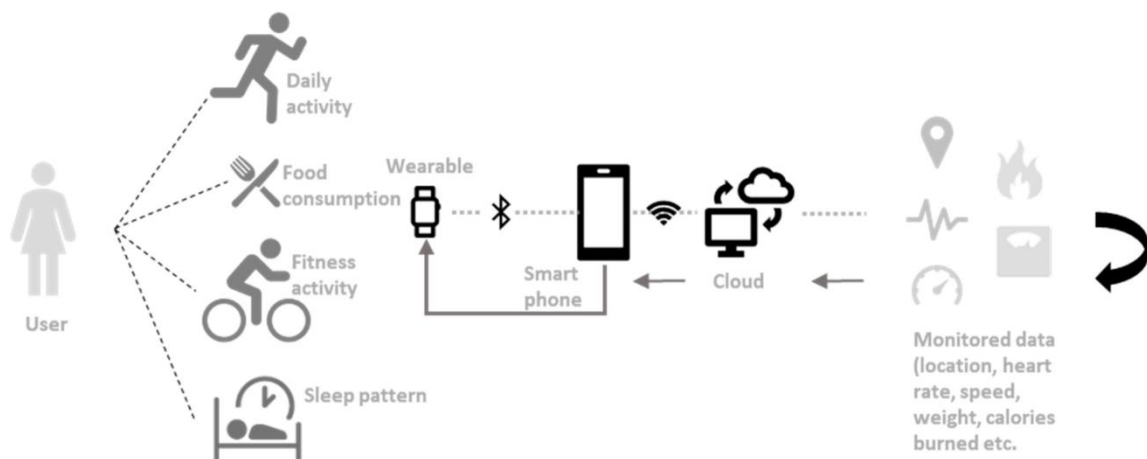 Daily
activity
Food
consumption
Fitness
activity
Sleep pattern
User
Wearable
Smart
phone
Cloud
Monitored data
(location, heart
rate, speed,
weight, calories
burned etc.